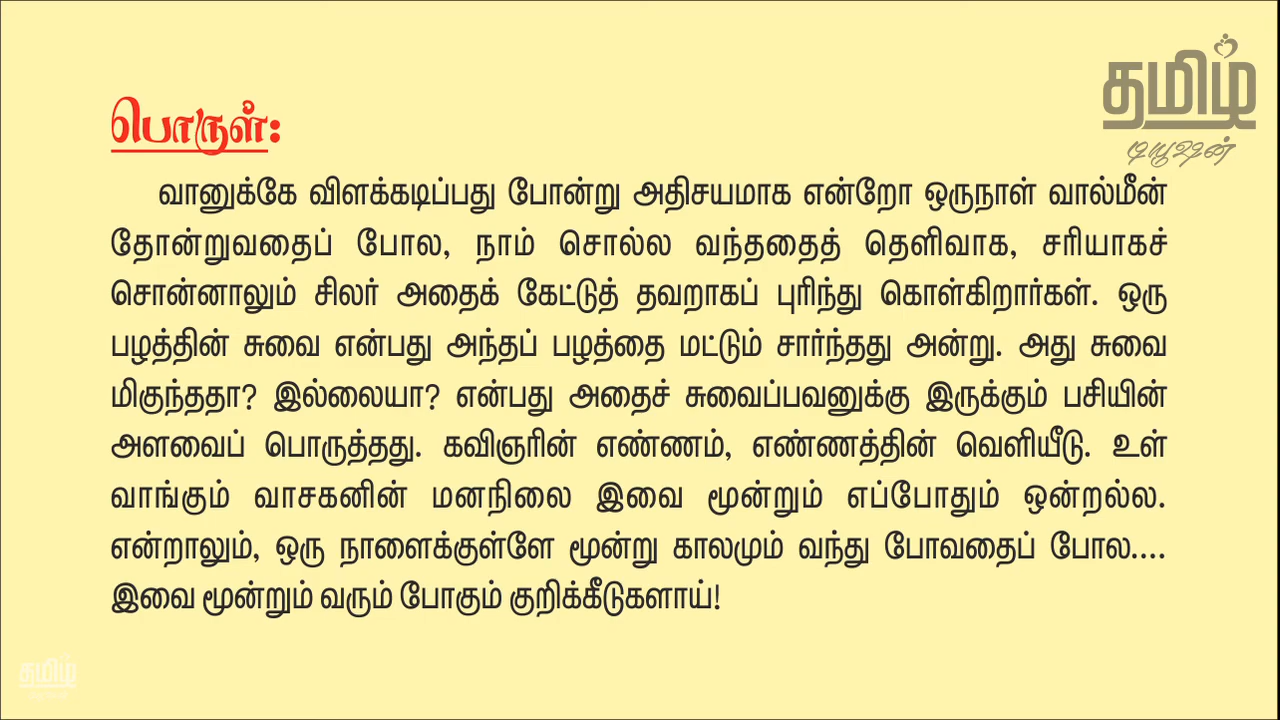 தமிழ்
டியூஷன்
பொருள்:
வானுக்கே விளக்கடிப்பது போன்று அதிசயமாக என்றோ ஒருநாள் வால்மீன்
தோன்றுவதைப் போல, நாம் சொல்ல வந்ததைத் தெளிவாக, சரியாகச்
சொன்னாலும் சிலர் அதைக் கேட்டுத் தவறாகப் புரிந்து கொள்கிறார்கள். ஒரு
பழத்தின் சுவை என்பது அந்தப் பழத்தை மட்டும் சார்ந்தது அன்று. அது சுவை
மிகுந்ததா? இல்லையா? என்பது அதைச் சுவைப்பவனுக்கு இருக்கும் பசியின்
அளவைப் பொருத்தது. கவிஞரின் எண்ணம், எண்ணத்தின் வெளியீடு. உள்
வாங்கும் வாசகனின் மனநிலை இவை மூன்றும் எப்போதும் ஒன்றல்ல.
என்றாலும், ஒரு நாளைக்குள்ளே மூன்று காலமும் வந்து போவதைப் போல....
இவை மூன்றும் வரும் போகும் குறிக்கீடுகளாய்!
தமிழ்
டியூஷன்